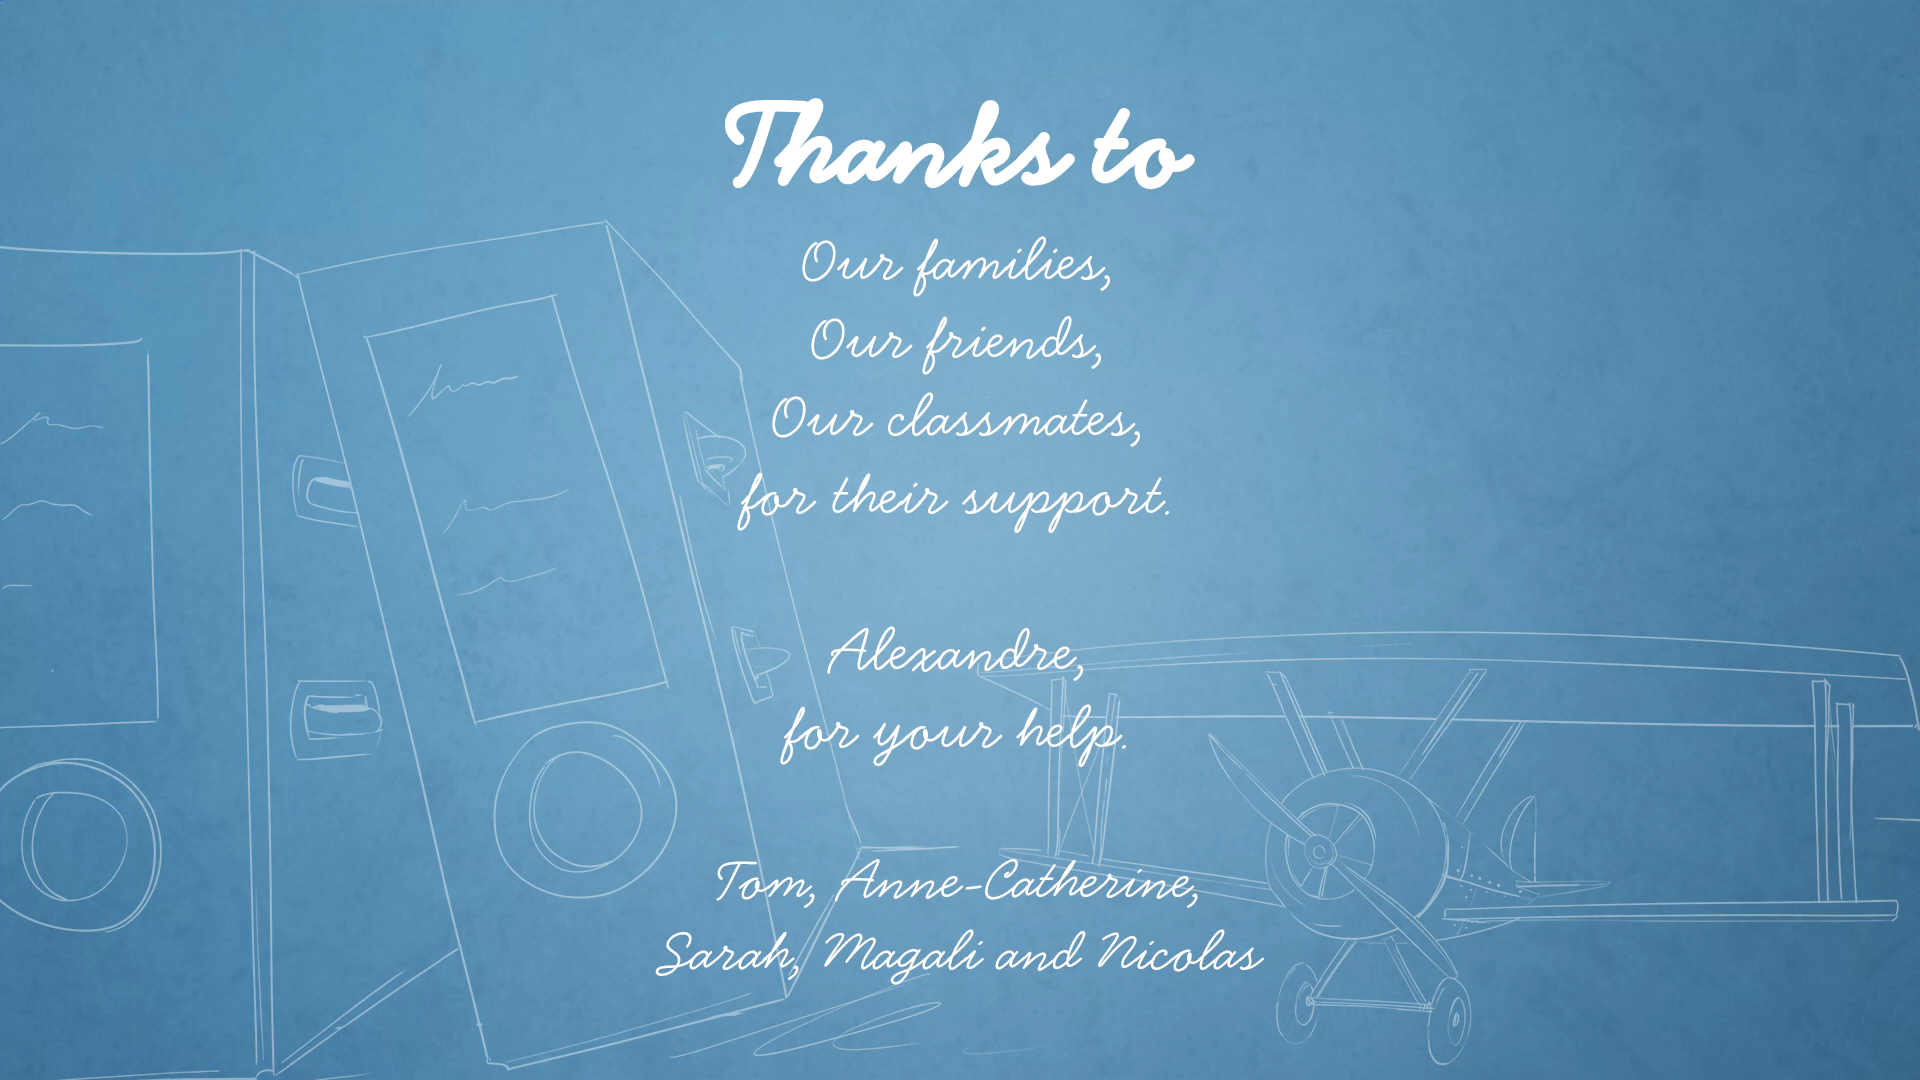 Thanks to
Our families,
Our friends,
Our classmates,
for their support.
Alexandre,
for your help.
Tom, Anne-Catherine,
Sarah, Magali and Nicolas